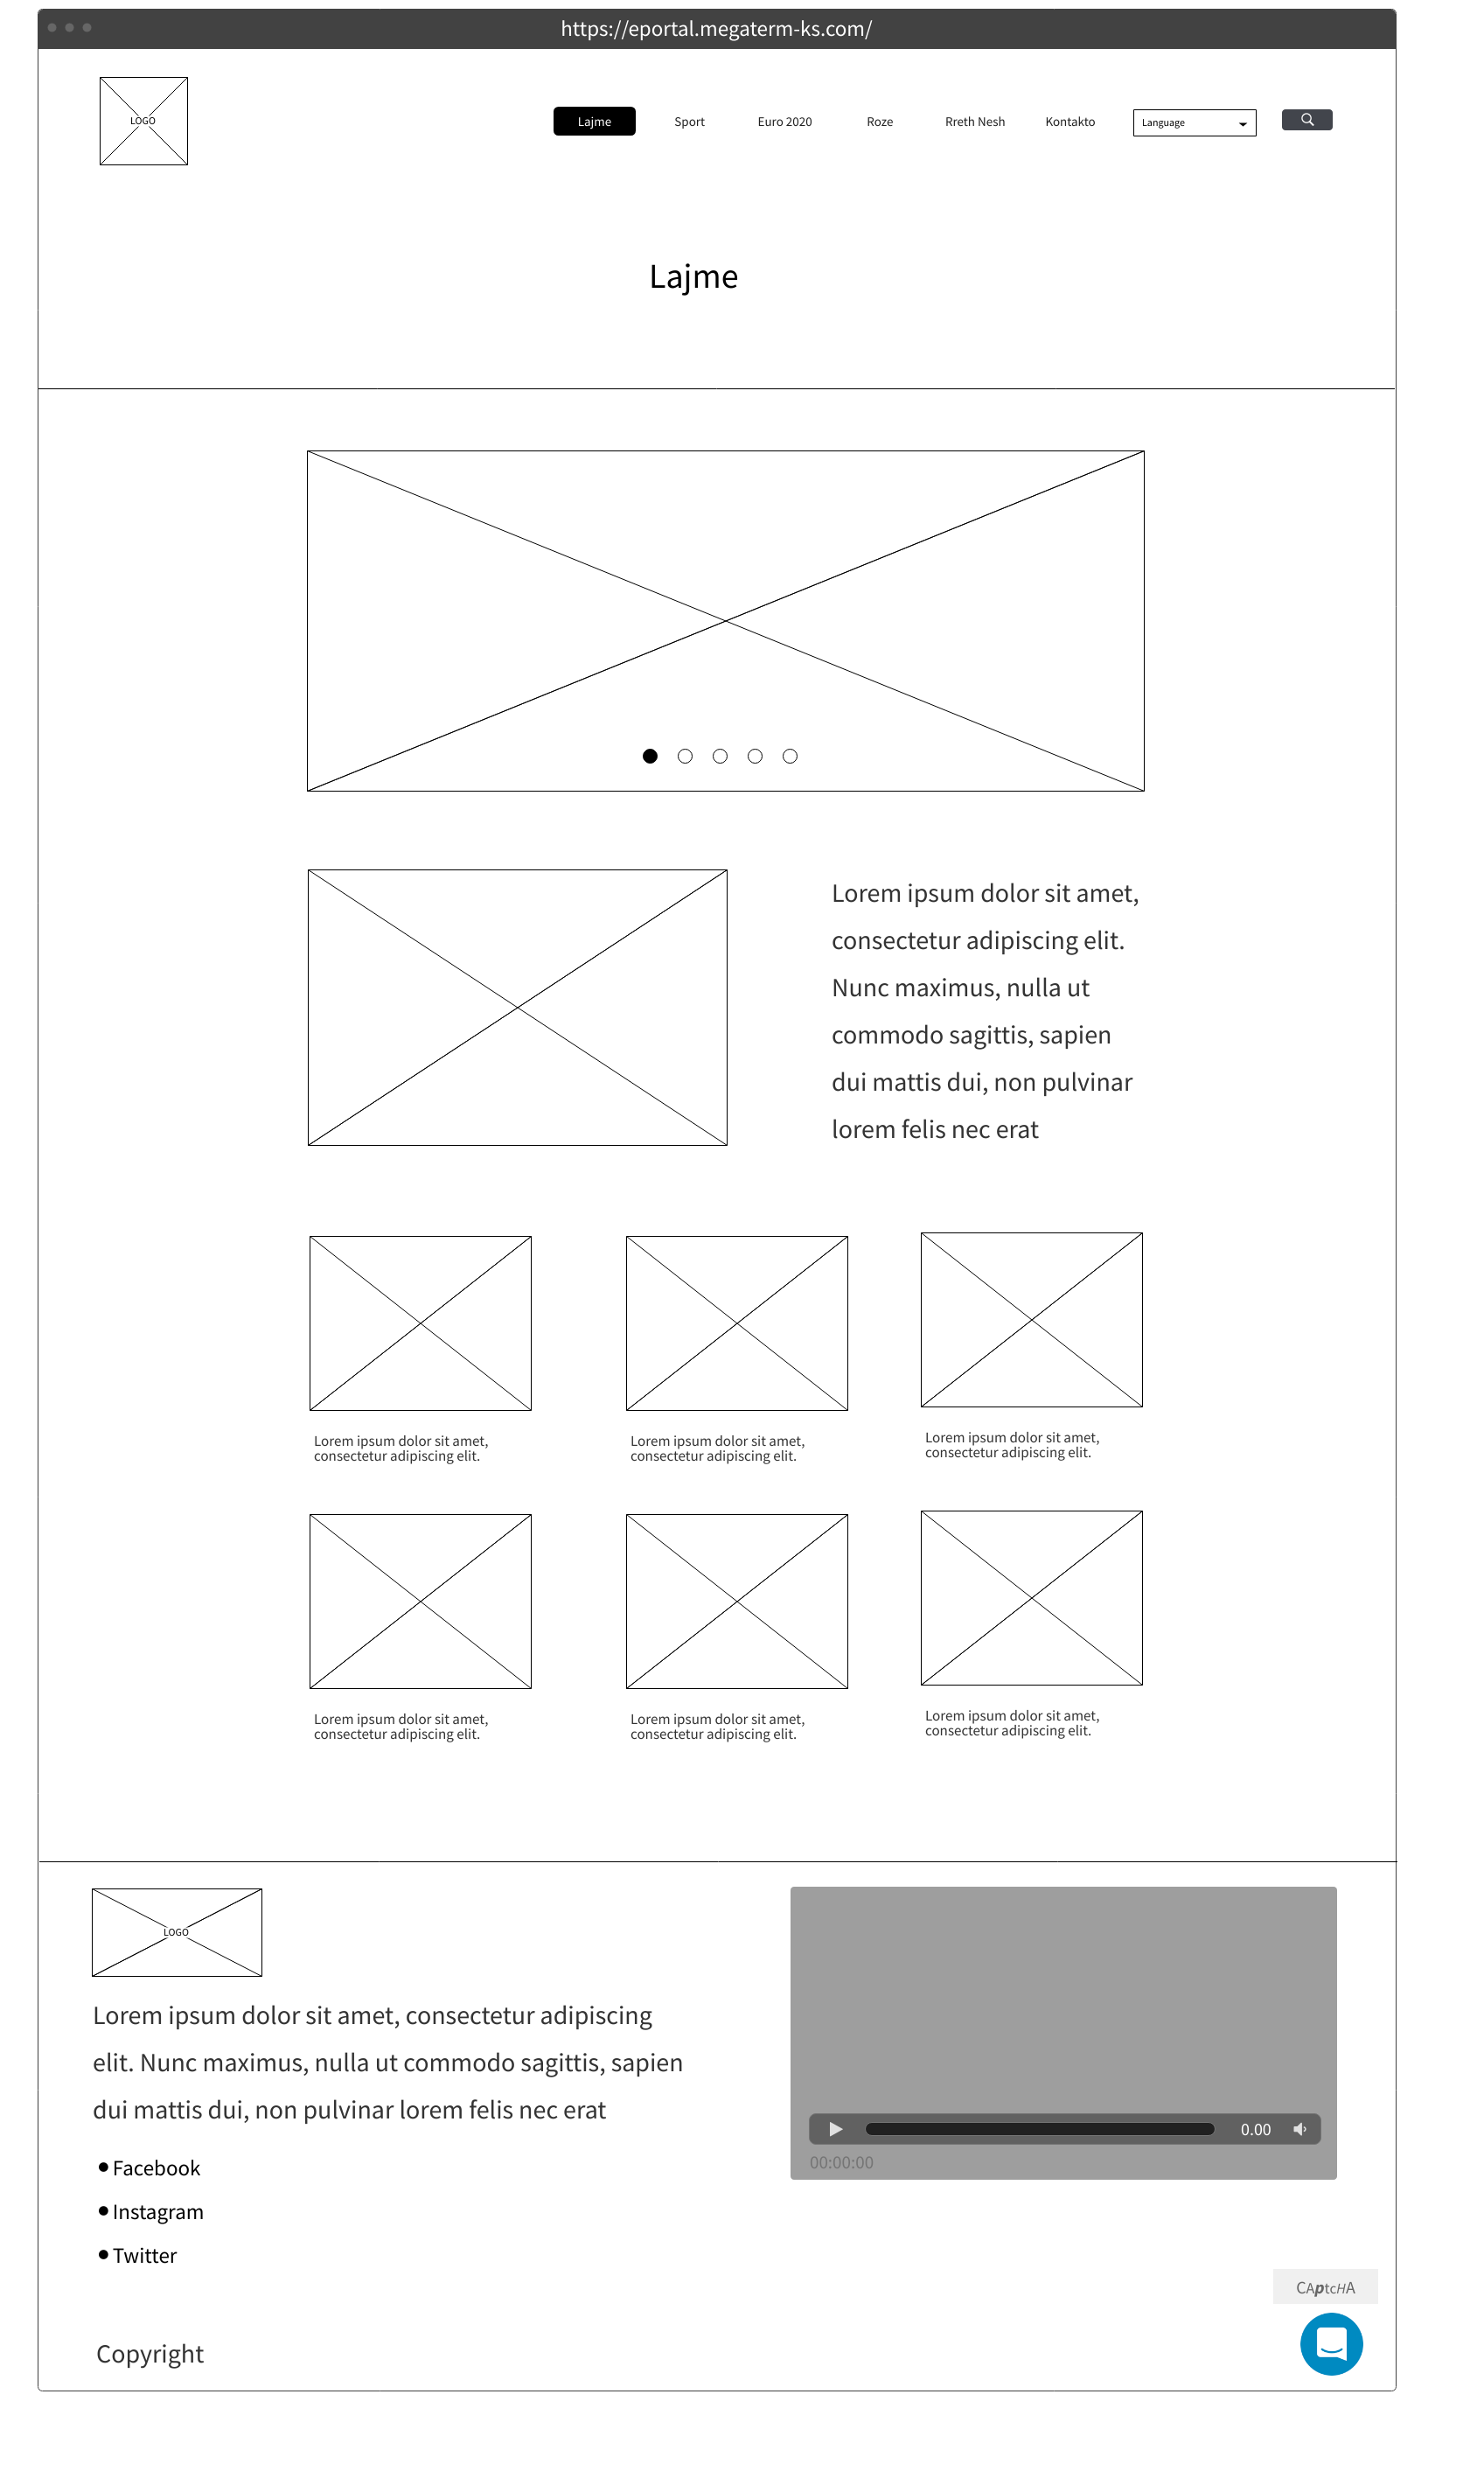 https://eportal.megaterm-ks.com/
LOGO
Lajme
Sport
Euro 2020
Roze
Rreth Nesh
Kontakto
Language
Lajme
Lorem ipsum dolor sit amet,
consectetur adipiscing elit.
Nunc maximus, nulla ut
commodo sagittis, sapien
dui mattis dui, non pulvinar
lorem felis nec erat
Lorem ipsum dolor sit amet,
consectetur adipiscing elit.
Lorem ipsum dolor sit amet,
consectetur adipiscing elit.
Lorem ipsum dolor sit amet,
consectetur adipiscing elit.
Lorem ipsum dolor sit amet,
consectetur adipiscing elit.
Lorem ipsum dolor sit amet,
consectetur adipiscing elit.
Lorem ipsum dolor sit amet,
consectetur adipiscing elit.
LOGO
Lorem ipsum dolor sit amet, consectetur adipiscing
elit. Nunc maximus, nulla ut commodo sagittis, sapien
dui mattis dui, non pulvinar lorem felis nec erat
Facebook
Instagram
Twitter
0.00
00:00:00
CAptcHA
Copyright